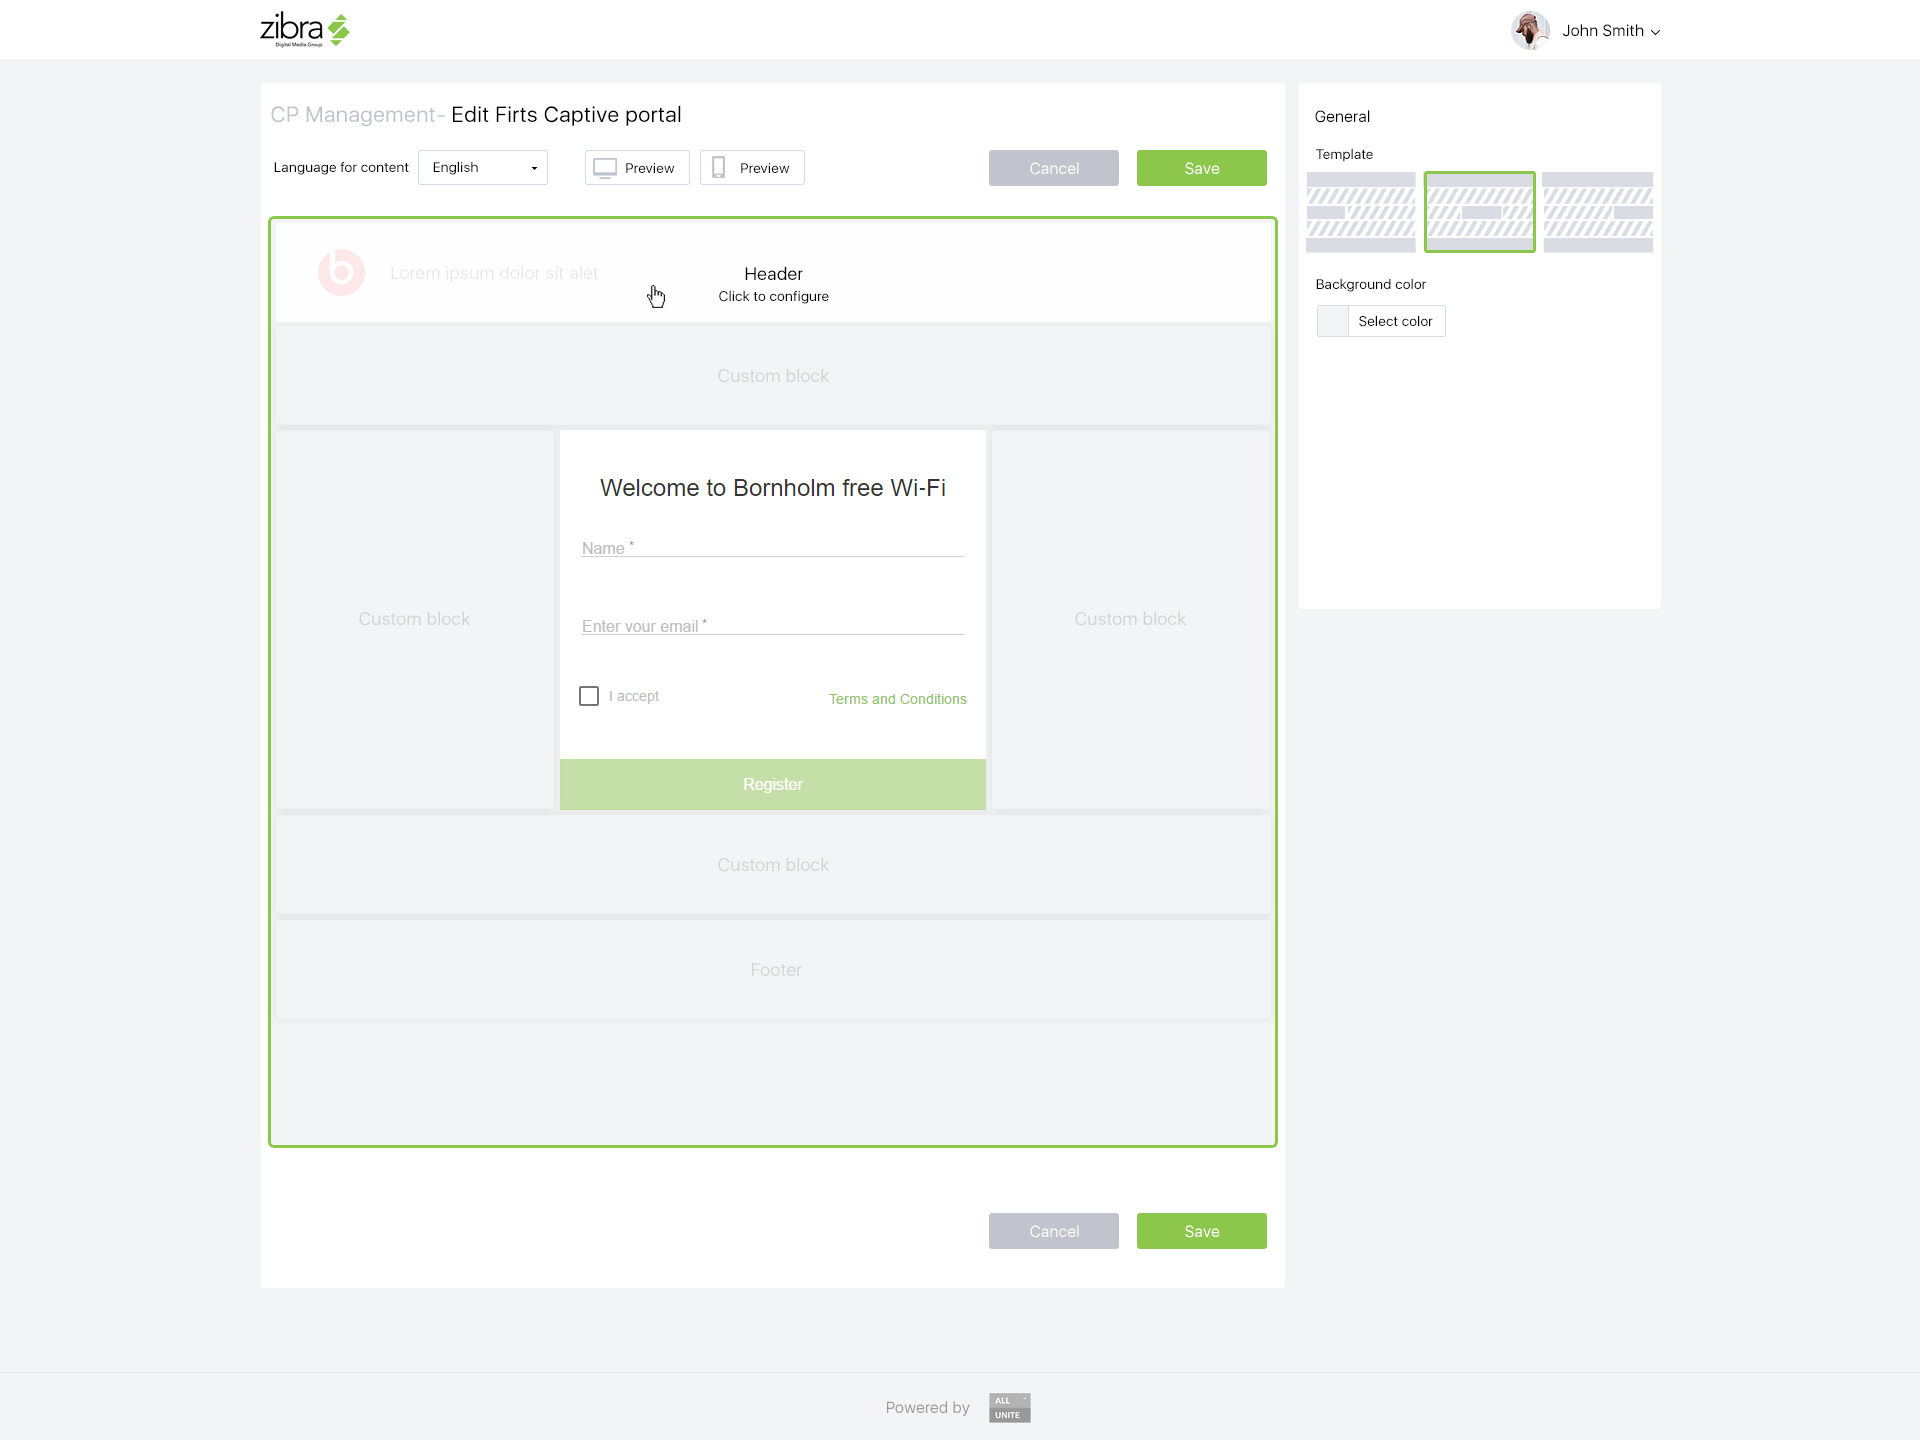 zibra
Digital Media Group
John Smith
CP Management- Edit Firts Captive portal
Language for content
English
Preview
Preview
Cancel
Save
Lorem ipsum dolor sit alet
Header
Click to configure
Custom block
Custom block
Welcome to Bornholm free Wi-Fi
Name *
Enter your email *
I accept
Terms and Conditions
Register
Custom block
Custom block
Footer
Cancel
Save
General
Template
Background color
Select color
Powered by
ALL
UNITE